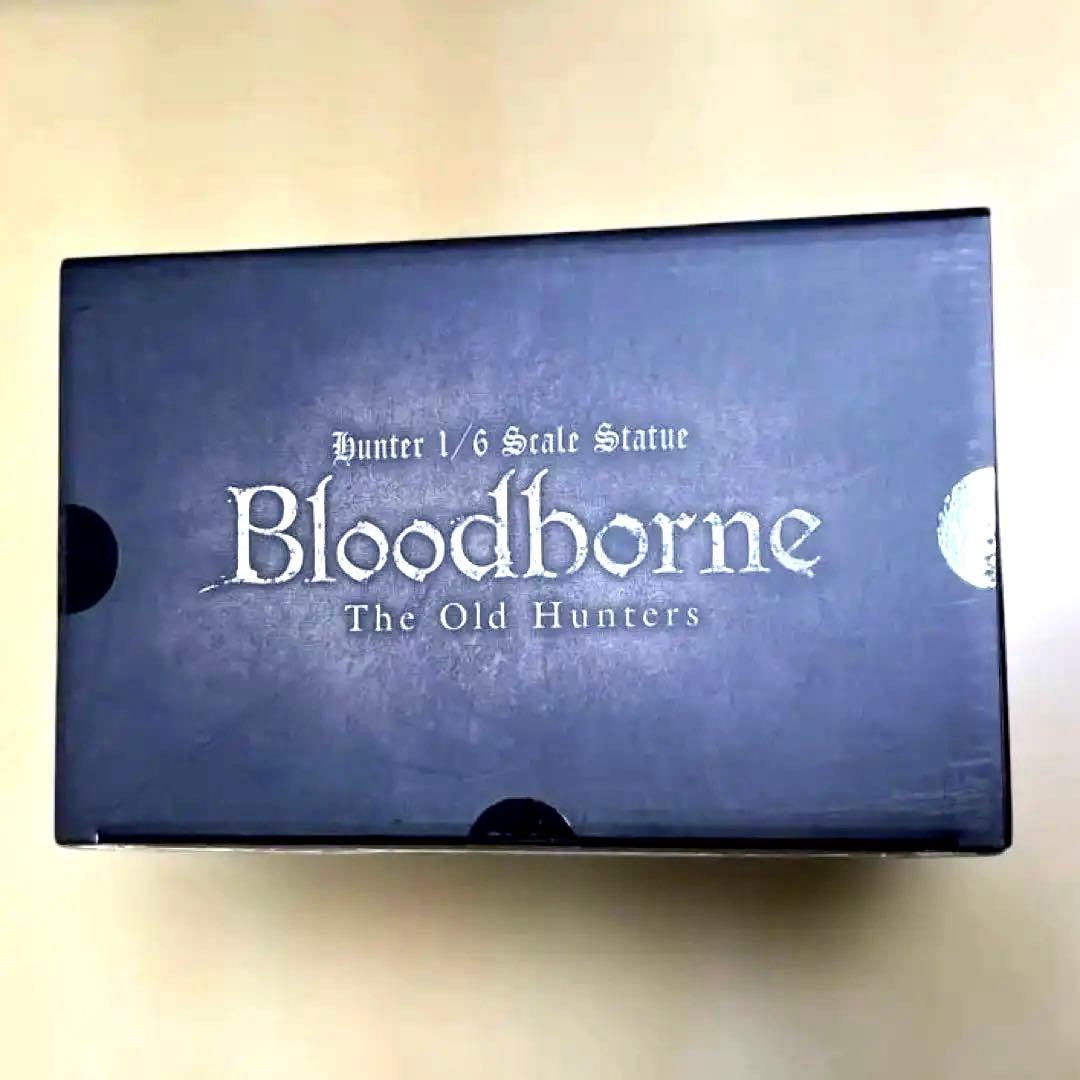 Hunter 1/6 Scale Statue
Bloodborne
The Old Hunters